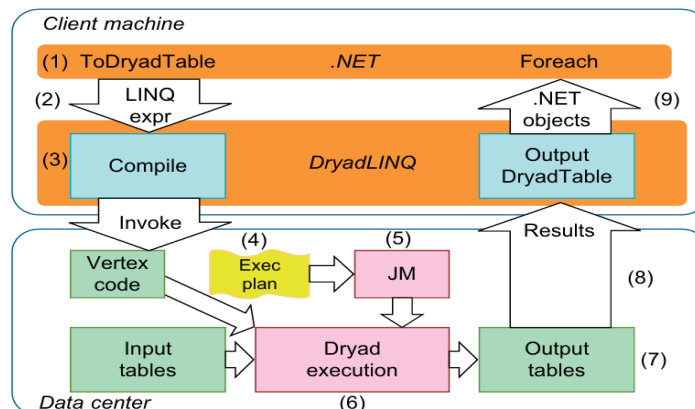 Client machine
(1) ToDryadTable .NET Foreach
(2) LINQ expr .NET objects (9)
(3) Compile DryadLINQ Output DryadTable
Invoke Results
(4) (5)
Vertex code Exec plan JM (8)
Input tables Dryad execution Output tables (7)
Data center (6)